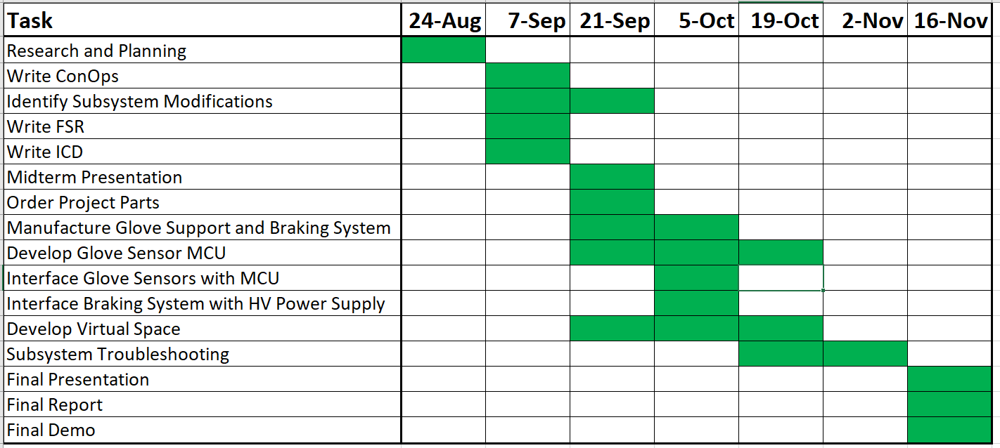 Task 24-Aug 7-Sep 21-Sep 5-Oct 19-Oct 2-Nov 16-Nov
Research and Planning
Write ConOps
Identify Subsystem Modifications
Write FSR
Write ICD
Midterm Presentation
Order Project Parts
Manufacture Glove Support and Braking System
Develop Glove Sensor MCU
Interface Glove Sensors with MCU
Interface Braking System with HV Power Supply
Develop Virtual Space
Subsystem Troubleshooting
Final Presentation
Final Report
Final Demo